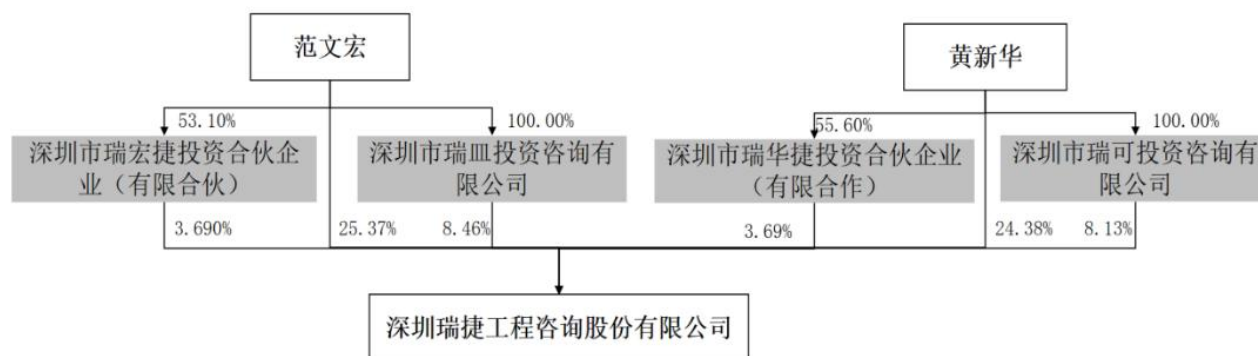 范文宏
黄新华
53.10%
100.00%
55.60%
100.00%
深圳市瑞宏捷投资合伙企
业（有限合伙）
深圳市瑞皿投资咨询有
限公司
深圳市瑞华捷投资合伙企业
（有限合作）
深圳市瑞可投资咨询有
限公司
3.690%
25.37%
8.46%
3.69%
24.38%
8.13%
深圳瑞捷工程咨询股份有限公司